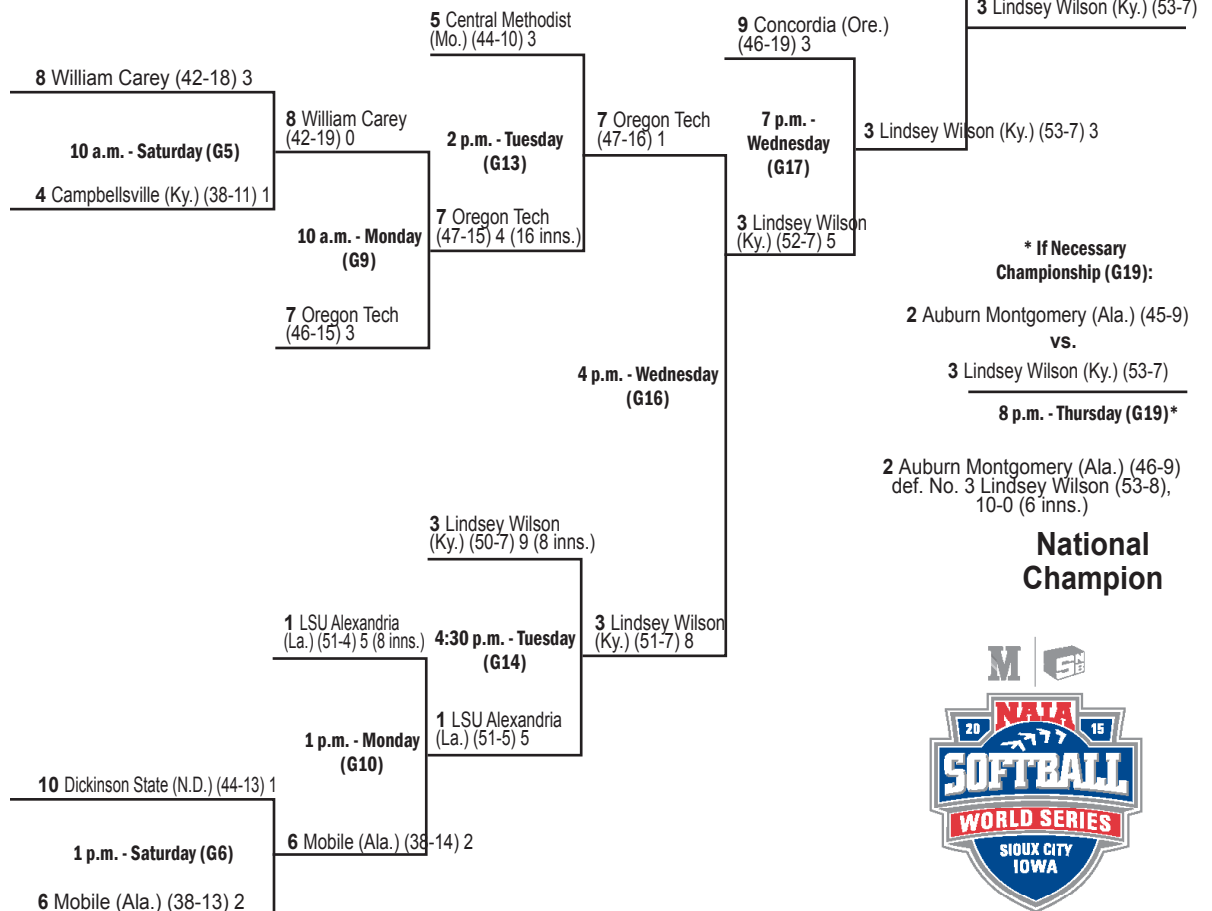 3 Lindsey Wilson (Ky.) (53-7)
5 Central Methodist
(Mo.) (44-10) 3
9 Concordia (Ore.)
(46-19) 3
8 William Carey (42-18) 3
8 William Carey
(42-19) 0
10 a.m. - Saturday (G5)
4 Campbellsville (Ky.) (38-11) 1
2 p.m. - Tuesday
(G13)
7 Oregon Tech
(47-16) 1
7 p.m. -
Wednesday
(G17)
3 Lindsey Wilson (Ky.) (53-7) 3
10 a.m. - Monday
(G9)
7 Oregon Tech
(47-15) 4 (16 inns.)
3 Lindsey Wilson
(Ky.) (52-7) 5
7 Oregon Tech
(46-15) 3
* If Necessary
Championship (G19):
2 Auburn Montgomery (Ala.) (45-9)
vs.
3 Lindsey Wilson (Ky.) (53-7)
8 p.m. - Thursday (G19)*
4 p.m. - Wednesday
(G16)
2 Auburn Montgomery (Ala.) (46-9)
def. No. 3 Lindsey Wilson (53-8),
10-0 (6 inns.)
National
Champion
3 Lindsey Wilson
(Ky.) (50-7) 9 (8 inns.)
1 LSU Alexandria
(La.) (51-4) 5 (8 inns.)
4:30 p.m. - Tuesday
(G14)
3 Lindsey Wilson
(Ky.) (51-7) 8
1 p.m. - Monday
(G10)
1 LSU Alexandria
(La.) (51-5) 5
10 Dickinson State (N.D.) (44-13) 1
1 p.m. - Saturday (G6)
6 Mobile (Ala.) (38-14) 2
6 Mobile (Ala.) (38-13) 2
M SNB
20 NAIA 15
SOFTBALL
WORLD SERIES
SIOUX CITY
IOWA